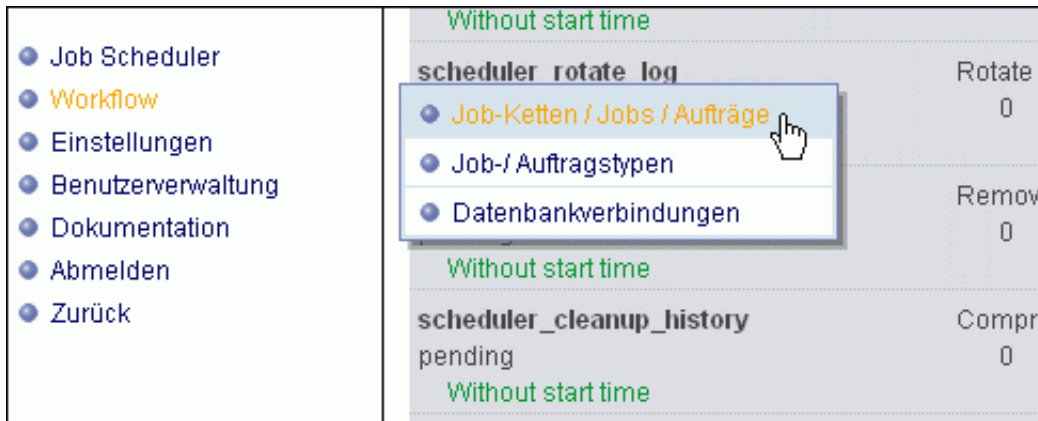 Job Scheduler
Workflow
Einstellungen
Benutzerverwaltung
Dokumentation
Abmelden
Zurück
Without start time
scheduler_rotate_log
Rotate
0
Job-Ketten / Jobs / Aufträge
Job-/ Auftragstypen
Datenbankverbindungen
Remov
0
Without start time
scheduler_cleanup_history
Compr
pending
0
Without start time